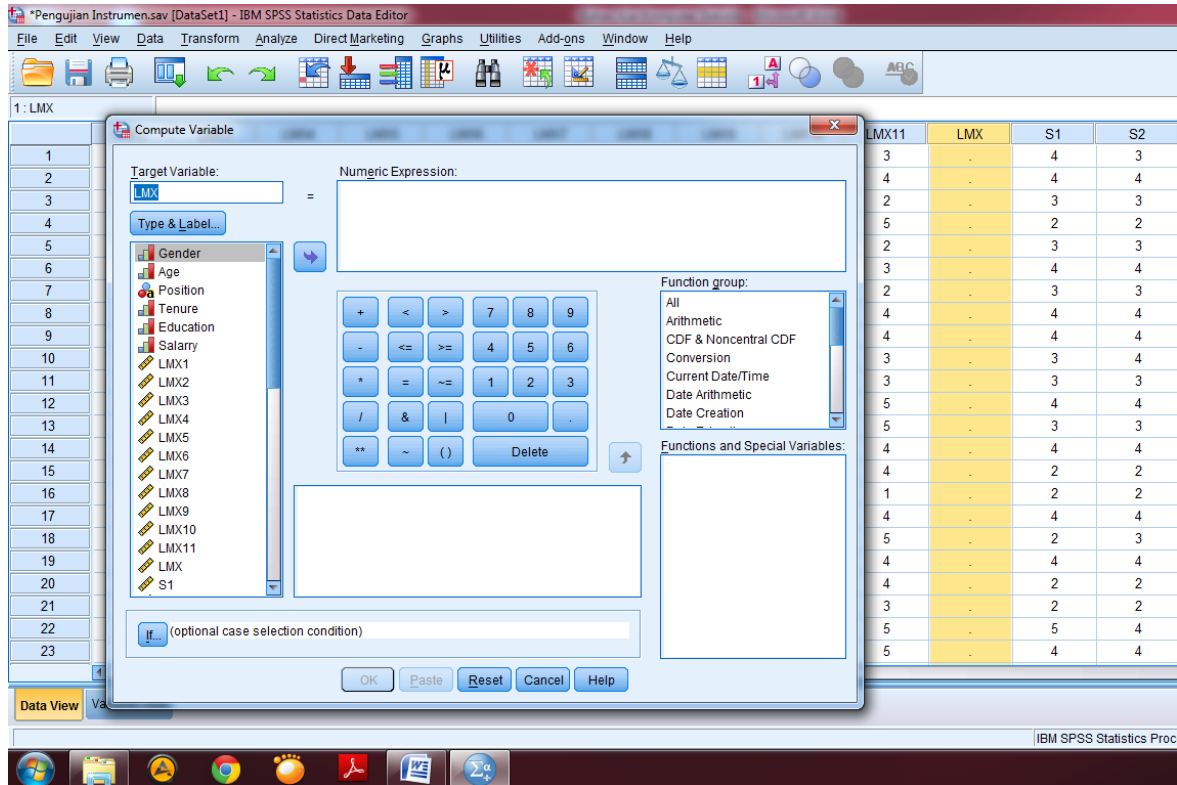 *Pengujian Instrumen.sav [DataSet1] - IBM SPSS Statistics Data Editor
File Edit View Data Transform Analyze Direct Marketing Graphs Utilities Add-ons Window Help
1 : LMX
Compute Variable
Target Variable:
LMX
=
Numeric Expression:
Type & Label...
Gender
Age
Position
Tenure
Education
Salarry
LMX1
LMX2
LMX3
LMX4
LMX5
LMX6
LMX7
LMX8
LMX9
LMX10
LMX11
LMX
S1
+ < > 7 8 9
- <= >= 4 5 6
* = ~= 1 2 3
/ & | 0 .
** ~ ( ) Delete
Function group:
All
Arithmetic
CDF & Noncentral CDF
Conversion
Current Date/Time
Date Arithmetic
Date Creation
Functions and Special Variables:
If... (optional case selection condition)
OK Paste Reset Cancel Help
LMX11 LMX S1 S2
1 3 . 4 3
2 4 . 4 4
3 2 . 3 3
4 5 . 2 2
5 2 . 3 3
6 3 . 4 4
7 2 . 3 3
8 4 . 4 4
9 4 . 4 4
10 3 . 3 4
11 3 . 3 3
12 5 . 4 4
13 5 . 3 3
14 4 . 4 4
15 4 . 2 2
16 1 . 2 2
17 4 . 4 4
18 5 . 2 3
19 4 . 4 4
20 4 . 2 2
21 3 . 2 2
22 5 . 5 4
23 5 . 4 4
Data View Va
IBM SPSS Statistics Proc